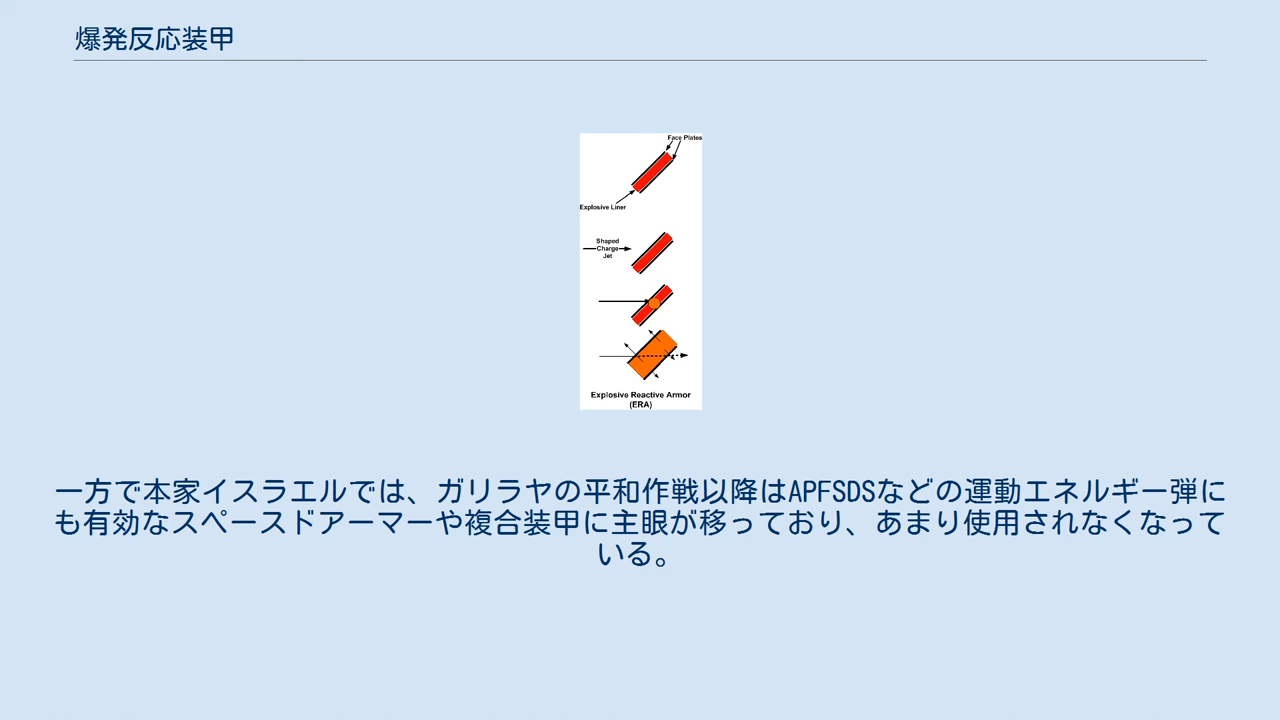 爆発反応装甲
Face Plates
Explosive Liner
Shaped
Charge
Jet
Explosive Reactive Armor
(ERA)
一方で本家イスラエルでは、ガリラヤの平和作戦以降はAPFSDSなどの運動エネルギー弾に
も有効なスペースドアーマーや複合装甲に主眼が移っており、あまり使用されなくなって
いる。